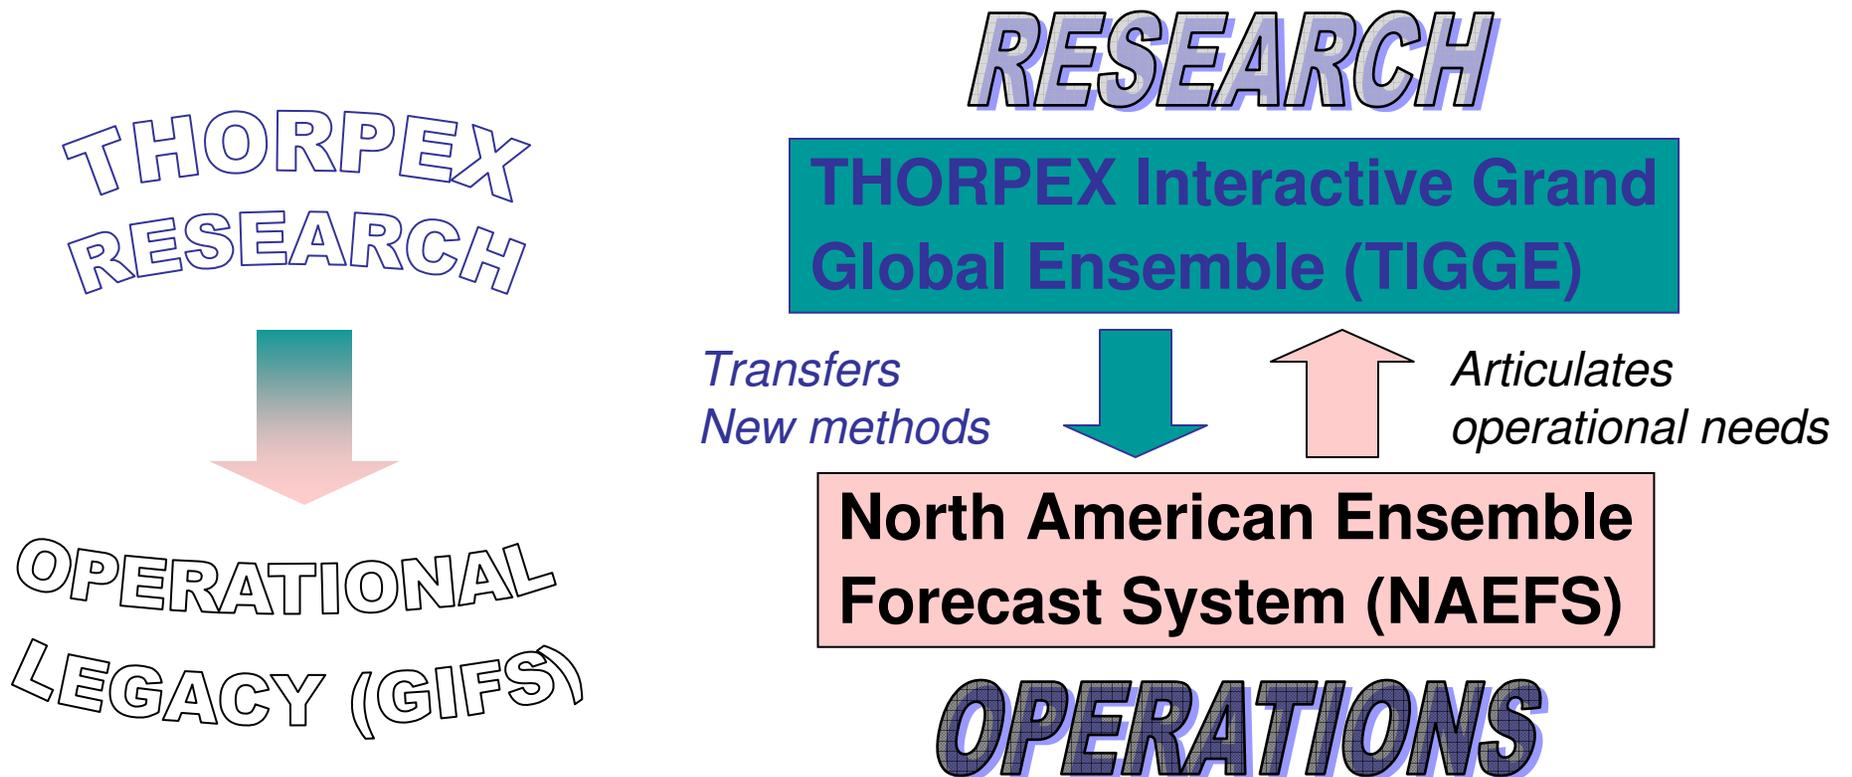 RESEARCH
THORPEX
RESEARCH
THORPEX Interactive Grand
Global Ensemble (TIGGE)
Transfers
New methods
Articulates
operational needs
North American Ensemble
Forecast System (NAEFS)
OPERATIONAL
LEGACY (GIFS)
OPERATIONS